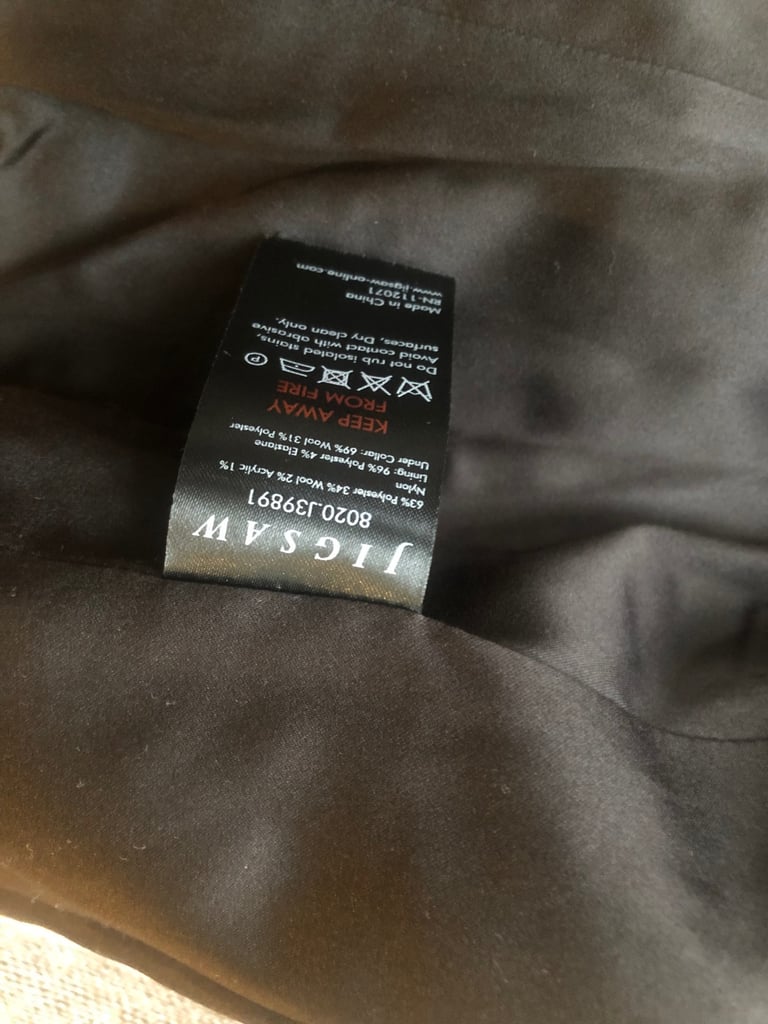 JIGSAW
8020.J39891
63% Polyester 34% Wool 2% Acrylic 1%
Nylon
Lining: 96% Polyester 4% Elastane
Under Collar: 69% Wool 31% Polyester
KEEP AWAY
FROM FIRE
P
Do not rub isolated stains,
Avoid contact with abrasive
surfaces, Dry clean only.
Made in China
RN-112071
www.jigsaw-online.com